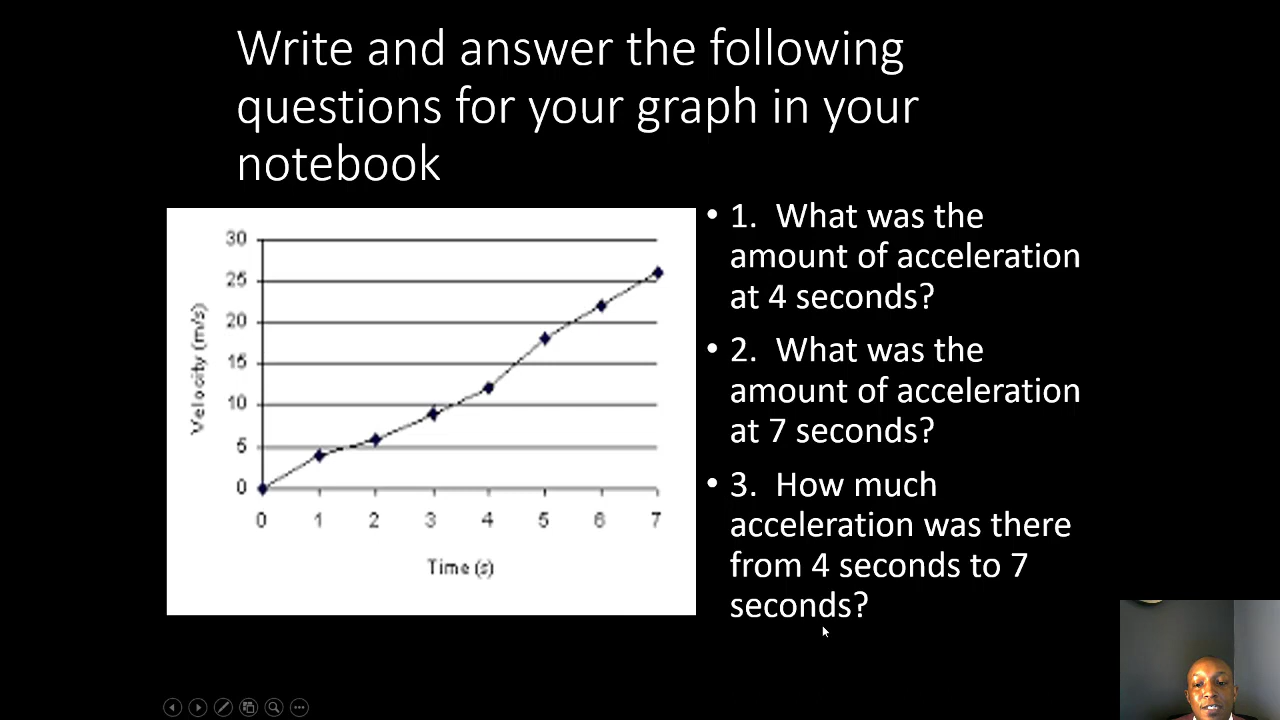 Write and answer the following
questions for your graph in your
notebook
30
25
20
15
10
5
0
0 1 2 3 4 5 6 7
Velocity (m/s)
Time (s)
• 1. What was the
amount of acceleration
at 4 seconds?
• 2. What was the
amount of acceleration
at 7 seconds?
• 3. How much
acceleration was there
from 4 seconds to 7
seconds?